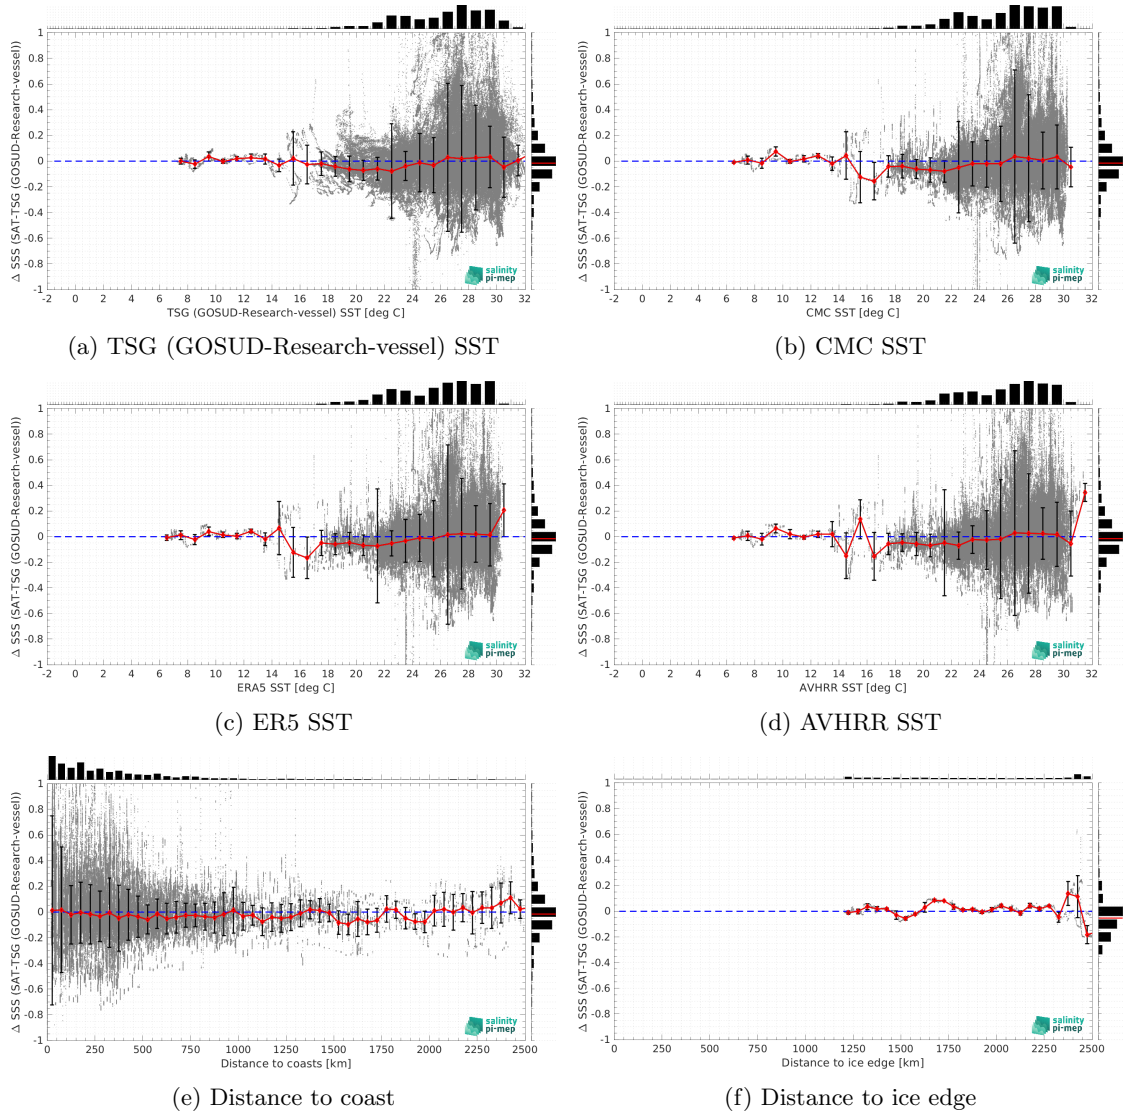 Δ SSS (SAT-TSG (GOSUD-Research-vessel))
1
0.8
0.6
0.4
0.2
0
-0.2
-0.4
-0.6
-0.8
-1
-2 0 2 4 6 8 10 12 14 16 18 20 22 24 26 28 30 32
TSG (GOSUD-Research-vessel) SST [deg C]
salinity
pi-mep
(a) TSG (GOSUD-Research-vessel) SST
Δ SSS (SAT-TSG (GOSUD-Research-vessel))
1
0.8
0.6
0.4
0.2
0
-0.2
-0.4
-0.6
-0.8
-1
-2 0 2 4 6 8 10 12 14 16 18 20 22 24 26 28 30 32
CMC SST [deg C]
salinity
pi-mep
(b) CMC SST
Δ SSS (SAT-TSG (GOSUD-Research-vessel))
1
0.8
0.6
0.4
0.2
0
-0.2
-0.4
-0.6
-0.8
-1
-2 0 2 4 6 8 10 12 14 16 18 20 22 24 26 28 30 32
ERA5 SST [deg C]
salinity
pi-mep
(c) ER5 SST
Δ SSS (SAT-TSG (GOSUD-Research-vessel))
1
0.8
0.6
0.4
0.2
0
-0.2
-0.4
-0.6
-0.8
-1
-2 0 2 4 6 8 10 12 14 16 18 20 22 24 26 28 30 32
AVHRR SST [deg C]
salinity
pi-mep
(d) AVHRR SST
Δ SSS (SAT-TSG (GOSUD-Research-vessel))
1
0.8
0.6
0.4
0.2
0
-0.2
-0.4
-0.6
-0.8
-1
0 250 500 750 1000 1250 1500 1750 2000 2250 2500
Distance to coasts [km]
salinity
pi-mep
(e) Distance to coast
Δ SSS (SAT-TSG (GOSUD-Research-vessel))
1
0.8
0.6
0.4
0.2
0
-0.2
-0.4
-0.6
-0.8
-1
0 250 500 750 1000 1250 1500 1750 2000 2250 2500
Distance to ice edge [km]
salinity
pi-mep
(f) Distance to ice edge